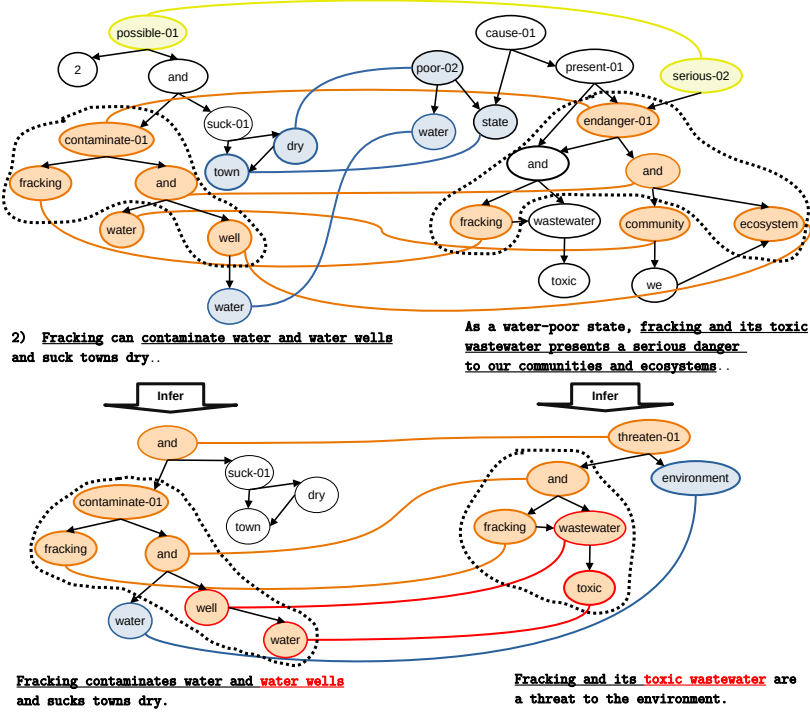 possible-01
2
and
contaminate-01
suck-01
fracking
and
town
dry
water
well
water
poor-02
water
state
cause-01
present-01
serious-02
endanger-01
and
and
fracking
wastewater
community
ecosystem
toxic
we
2) Fracking can contaminate water and water wells
and suck towns dry..
As a water-poor state, fracking and its toxic
wastewater presents a serious danger
to our communities and ecosystems..
Infer
Infer
and
suck-01
contaminate-01
dry
town
fracking
and
well
water
water
threaten-01
and
environment
fracking
wastewater
toxic
Fracking contaminates water and water wells
and sucks towns dry.
Fracking and its toxic wastewater are
a threat to the environment.